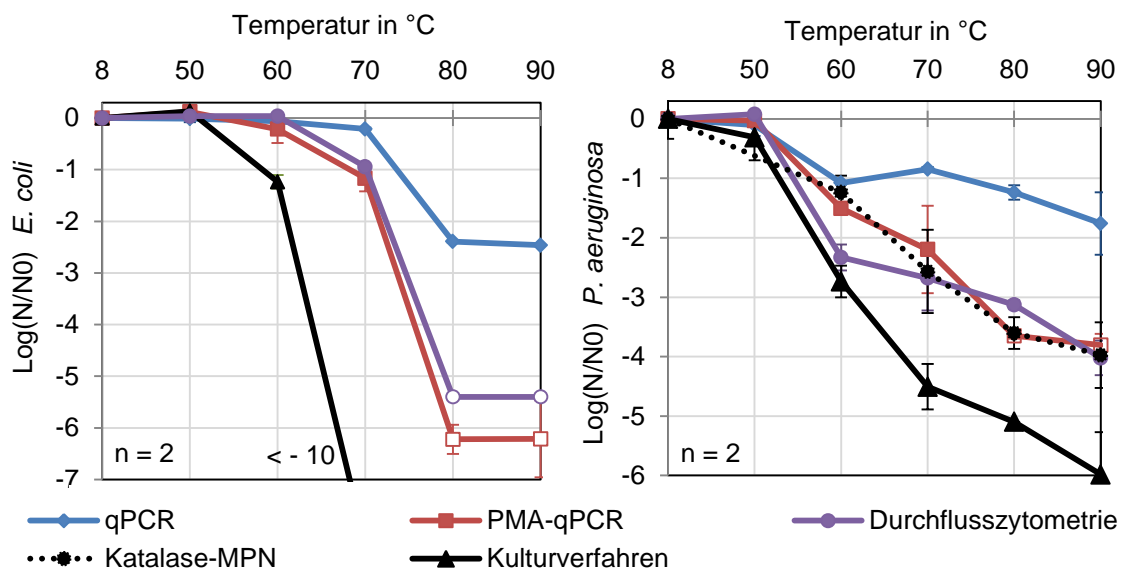 Temperatur in °C
8 50 60 70 80 90
0
-1
-2
-3
-4
-5
-6
-7
Log(N/N0) E. coli
n = 2
< - 10
Temperatur in °C
8 50 60 70 80 90
0
-1
-2
-3
-4
-5
-6
Log(N/N0) P. aeruginosa
n = 2
qPCR
PMA-qPCR
Durchflusszytometrie
Katalase-MPN
Kulturverfahren